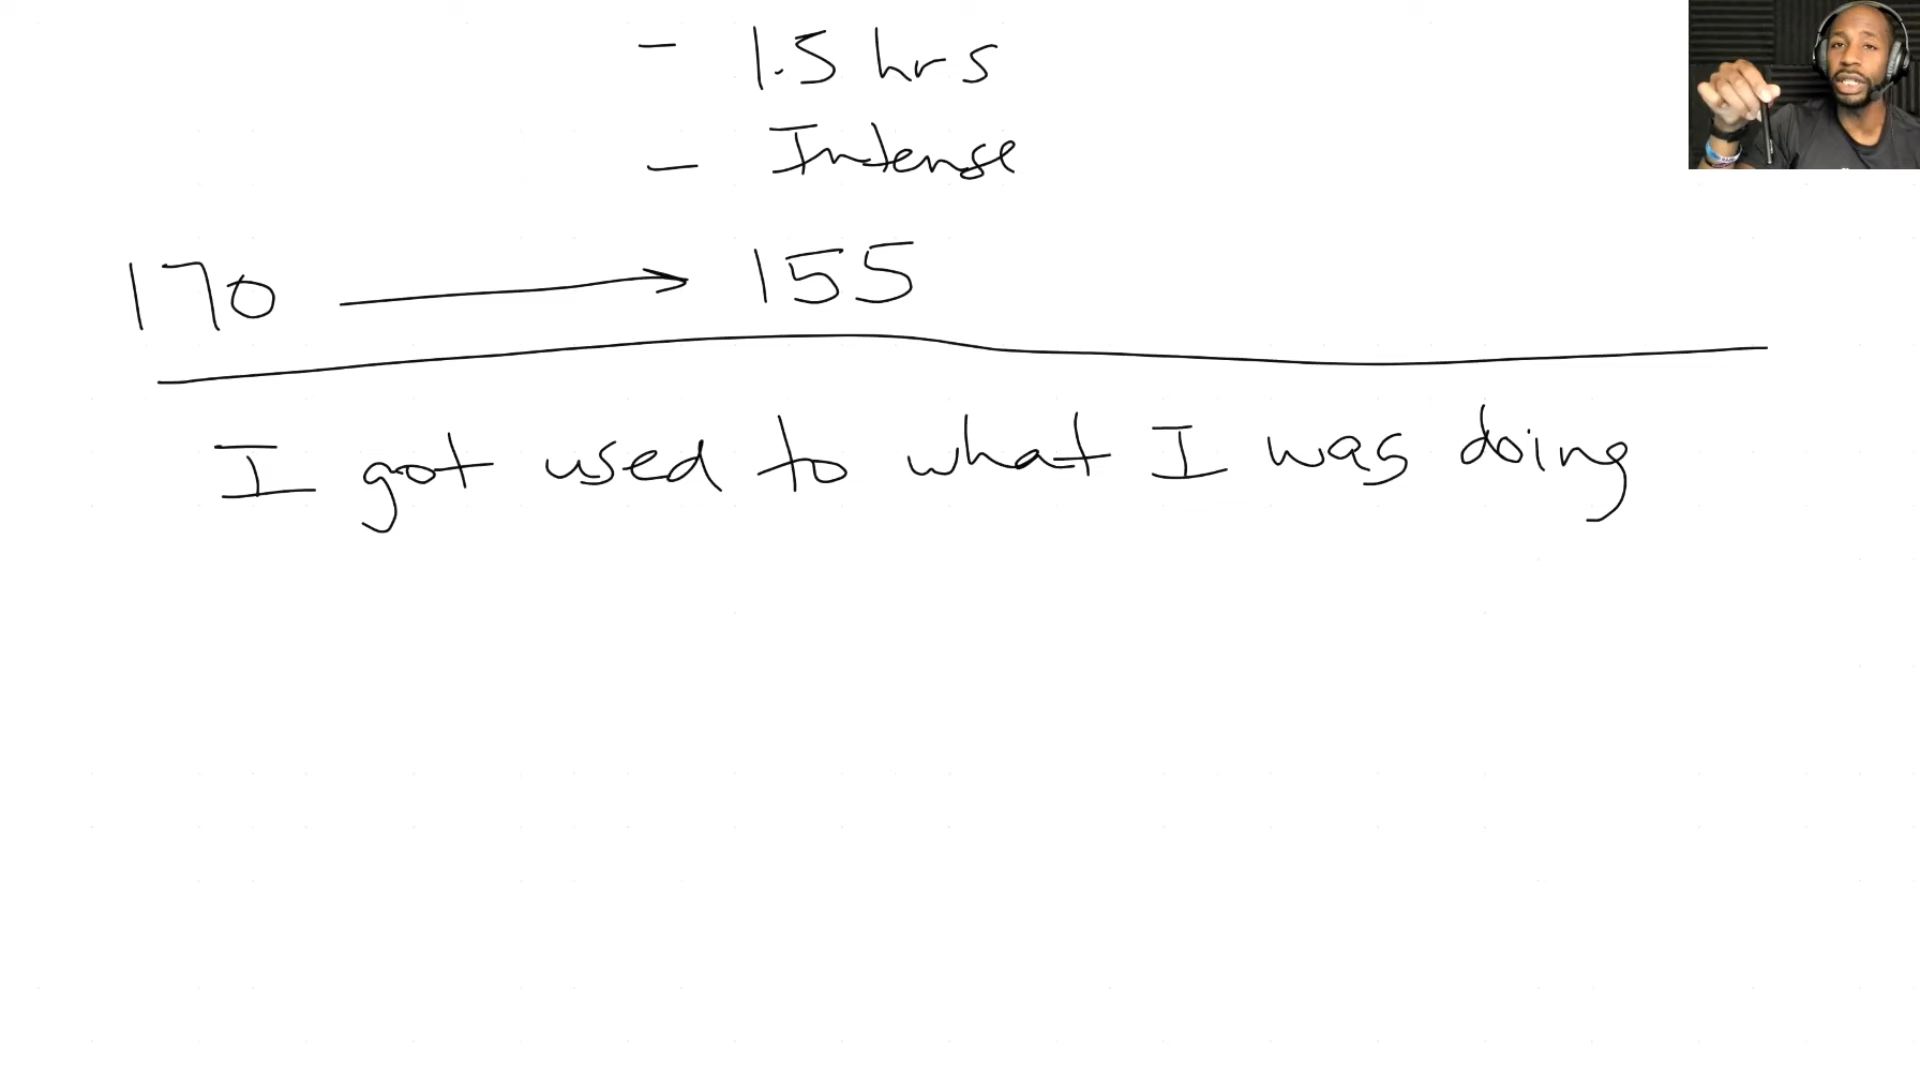 - 1.5 hrs
- Intense
170 → 155
I got used to what I was doing